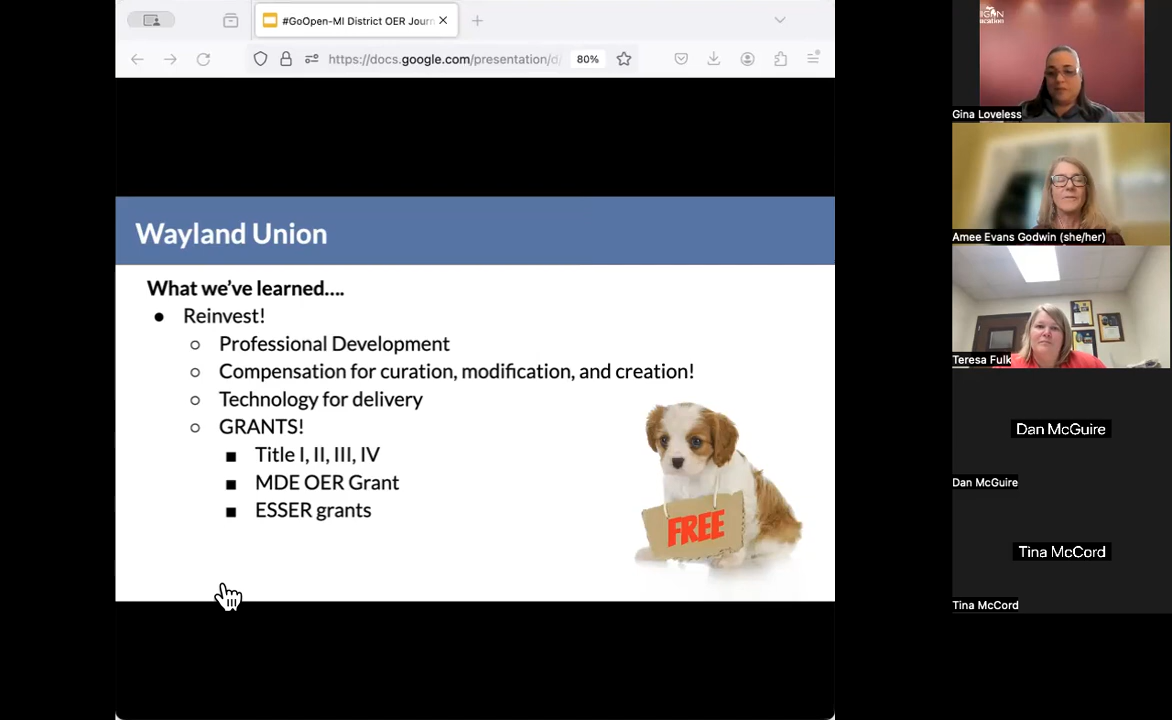 #GoOpen-MI District OER Journ
https://docs.google.com/presentation/d/
80%
Wayland Union
What we've learned....
Reinvest!
Professional Development
Compensation for curation, modification, and creation!
Technology for delivery
GRANTS!
Title I, II, III, IV
MDE OER Grant
ESSER grants
FREE
Gina Loveless
Amee Evans Godwin (she/her)
Teresa Fulk
Dan McGuire
Dan McGuire
Tina McCord
Tina McCord